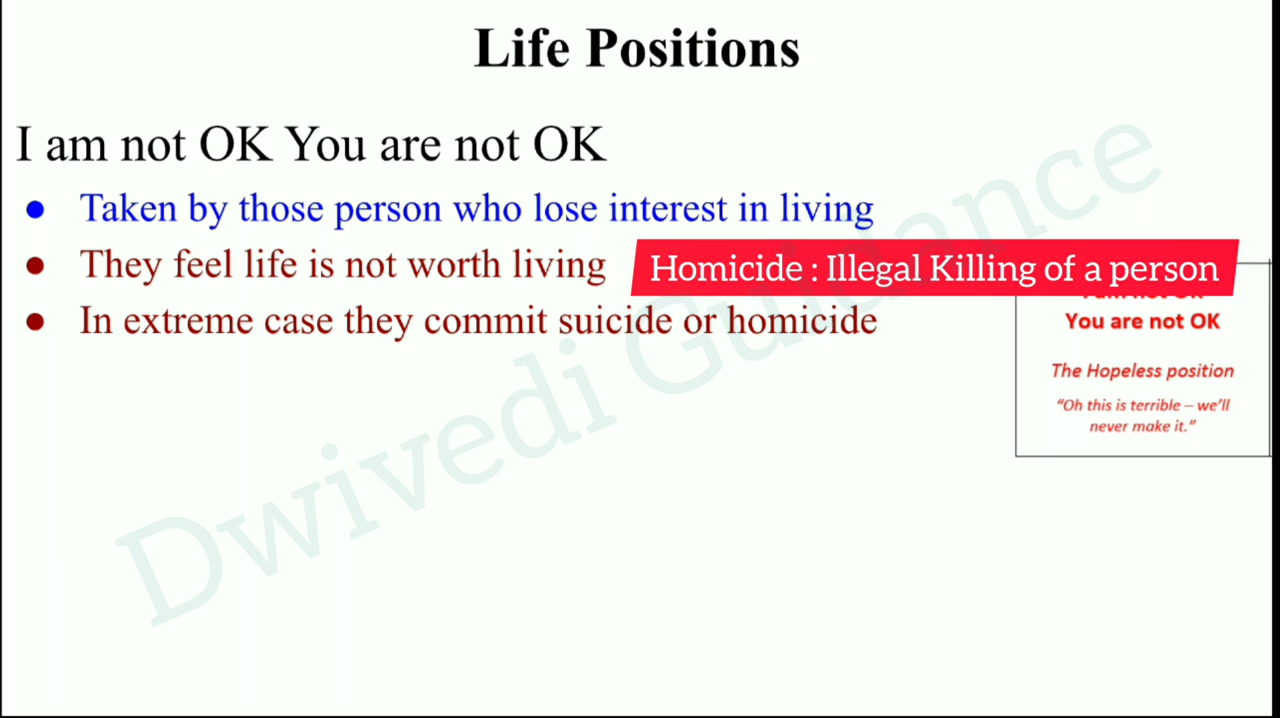 Life Positions
I am not OK You are not OK
● Taken by those person who lose interest in living
● They feel life is not worth living
Homicide : Illegal Killing of a person
● In extreme case they commit suicide or homicide
You are not OK
The Hopeless position
“Oh this is terrible – we’ll
never make it.”
Dwivedi Guidance